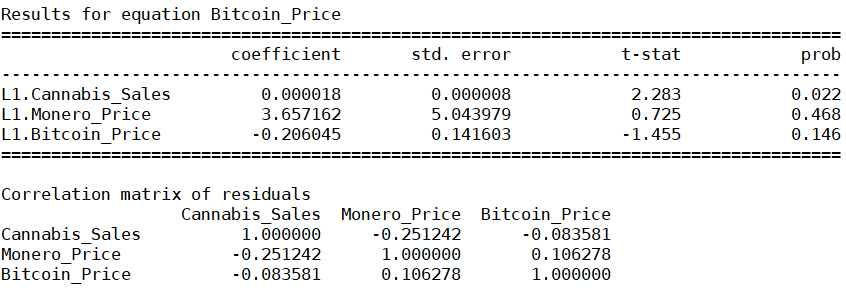 Results for equation Bitcoin_Price
====================================================================================
                       coefficient       std. error           t-stat            prob
------------------------------------------------------------------------------------
L1.Cannabis_Sales         0.000018         0.000008            2.283           0.022
L1.Monero_Price           3.657162         5.043979            0.725           0.468
L1.Bitcoin_Price         -0.206045         0.141603           -1.455           0.146
====================================================================================

Correlation matrix of residuals
                  Cannabis_Sales  Monero_Price  Bitcoin_Price
Cannabis_Sales          1.000000     -0.251242      -0.083581
Monero_Price           -0.251242      1.000000       0.106278
Bitcoin_Price          -0.083581      0.106278       1.000000